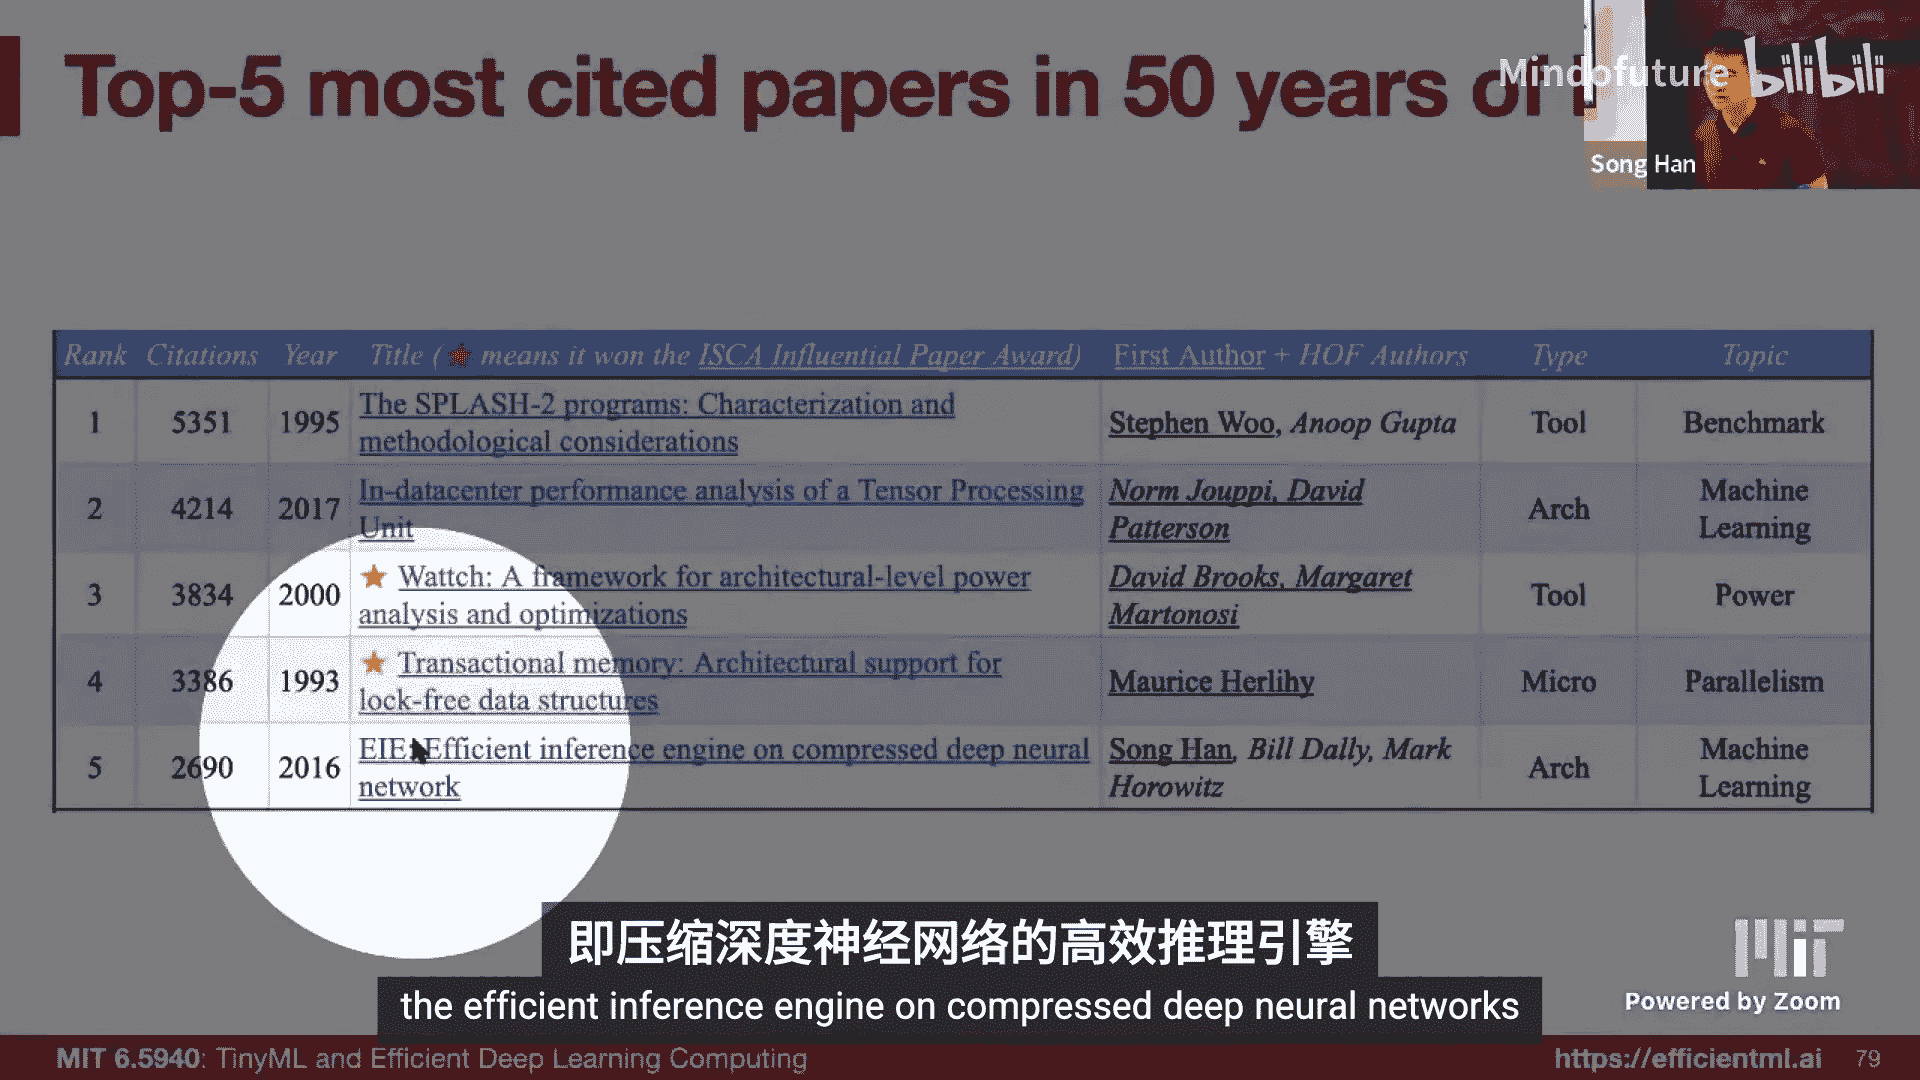 Top-5 most cited papers in 50 years of
Mindofuture bilibili
Song Han
Rank Citations Year Title (★ means it won the ISCA Influential Paper Award) First Author + HOF Authors Type Topic
1 5351 1995 The SPLASH-2 programs: Characterization and methodological considerations Stephen Woo, Anoop Gupta Tool Benchmark
2 4214 2017 In-datacenter performance analysis of a Tensor Processing Unit Norm Jouppi, David Patterson Arch Machine Learning
3 3834 2000 ★ Wattch: A framework for architectural-level power analysis and optimizations David Brooks, Margaret Martonosi Tool Power
4 3386 1993 ★ Transactional memory: Architectural support for lock-free data structures Maurice Herlihy Micro Parallelism
5 2690 2016 EIE: Efficient inference engine on compressed deep neural network Song Han, Bill Dally, Mark Horowitz Arch Machine Learning
即压缩深度神经网络的高效推理引擎
the efficient inference engine on compressed deep neural networks
MIT
Powered by Zoom
MIT 6.5940: TinyML and Efficient Deep Learning Computing
https://efficientml.ai 79